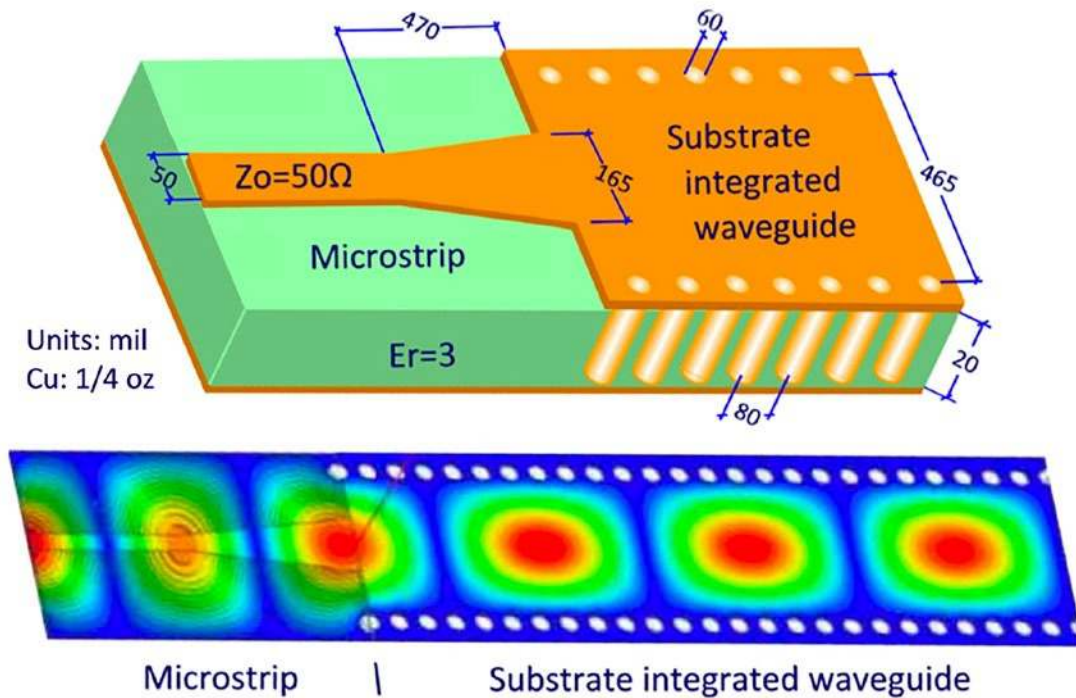 470
60
Substrate
integrated
waveguide
465
50
Zo=50Ω
165
Microstrip
Units: mil
Cu: 1/4 oz
Er=3
20
80
Microstrip
Substrate integrated waveguide